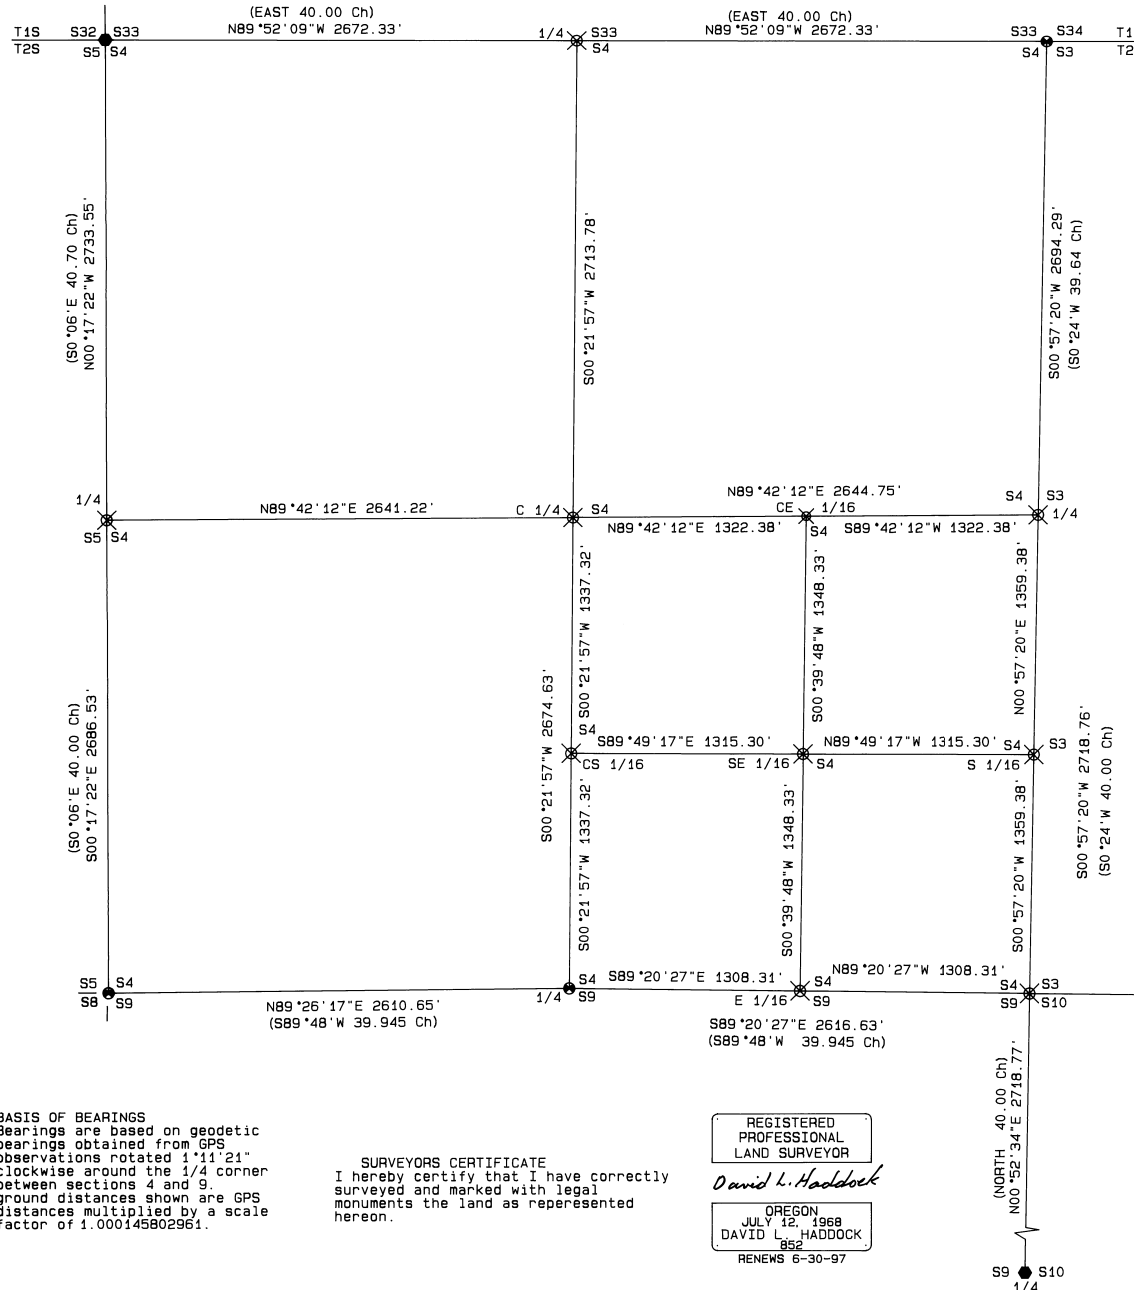 (EAST 40.00 Ch)
N89°52'09"W 2672.33'
(EAST 40.00 Ch)
N89°52'09"W 2672.33'
T1S
S32
S33
1/4
S33
S33
S34
T1
T2S
S5
S4
S4
S4
S3
T2
(S0°06'E 40.70 Ch)
N00°17'22"W 2733.55'
S00°21'57"W 2713.78'
S00°57'20"W 2694.29'
(S0°24'W 39.64 Ch)
1/4
S5
S4
N89°42'12"E 2641.22'
C 1/4
S4
N89°42'12"E 2644.75'
CE
1/16
N89°42'12"E 1322.38'
S4
S89°42'12"W 1322.38'
S4
S3
1/4
S00°21'57"W 1337.32'
S00°39'48"W 1348.33'
N00°57'20"E 1359.38'
(S0°06'E 40.00 Ch)
S00°17'22"E 2686.53'
S00°21'57"W 2674.63'
S4
S89°49'17"E 1315.30'
N89°49'17"W 1315.30'
S4
S3
CS 1/16
SE 1/16
S4
S 1/16
S00°57'20"W 2718.76'
(S0°24'W 40.00 Ch)
S00°21'57"W 1337.32'
S00°39'48"W 1348.33'
S00°57'20"W 1359.38'
S5
S4
S8
S9
N89°26'17"E 2610.65'
(S89°48'W 39.945 Ch)
S4
1/4
S9
S89°20'27"E 1308.31'
E 1/16
S4
S9
N89°20'27"W 1308.31'
S4
S3
S9
S10
S89°20'27"E 2616.63'
(S89°48'W 39.945 Ch)
(NORTH 40.00 Ch)
N00°52'34"E 2718.77'
S9
S10
1/4
BASIS OF BEARINGS
Bearings are based on geodetic
bearings obtained from GPS
observations rotated 1°11'21"
clockwise around the 1/4 corner
between sections 4 and 9.
ground distances shown are GPS
distances multiplied by a scale
factor of 1.000145802961.
SURVEYORS CERTIFICATE
I hereby certify that I have correctly
surveyed and marked with legal
monuments the land as reperesented
hereon.
REGISTERED
PROFESSIONAL
LAND SURVEYOR
David L. Haddock
OREGON
JULY 12, 1968
DAVID L. HADDOCK
852
RENEWS 6-30-97